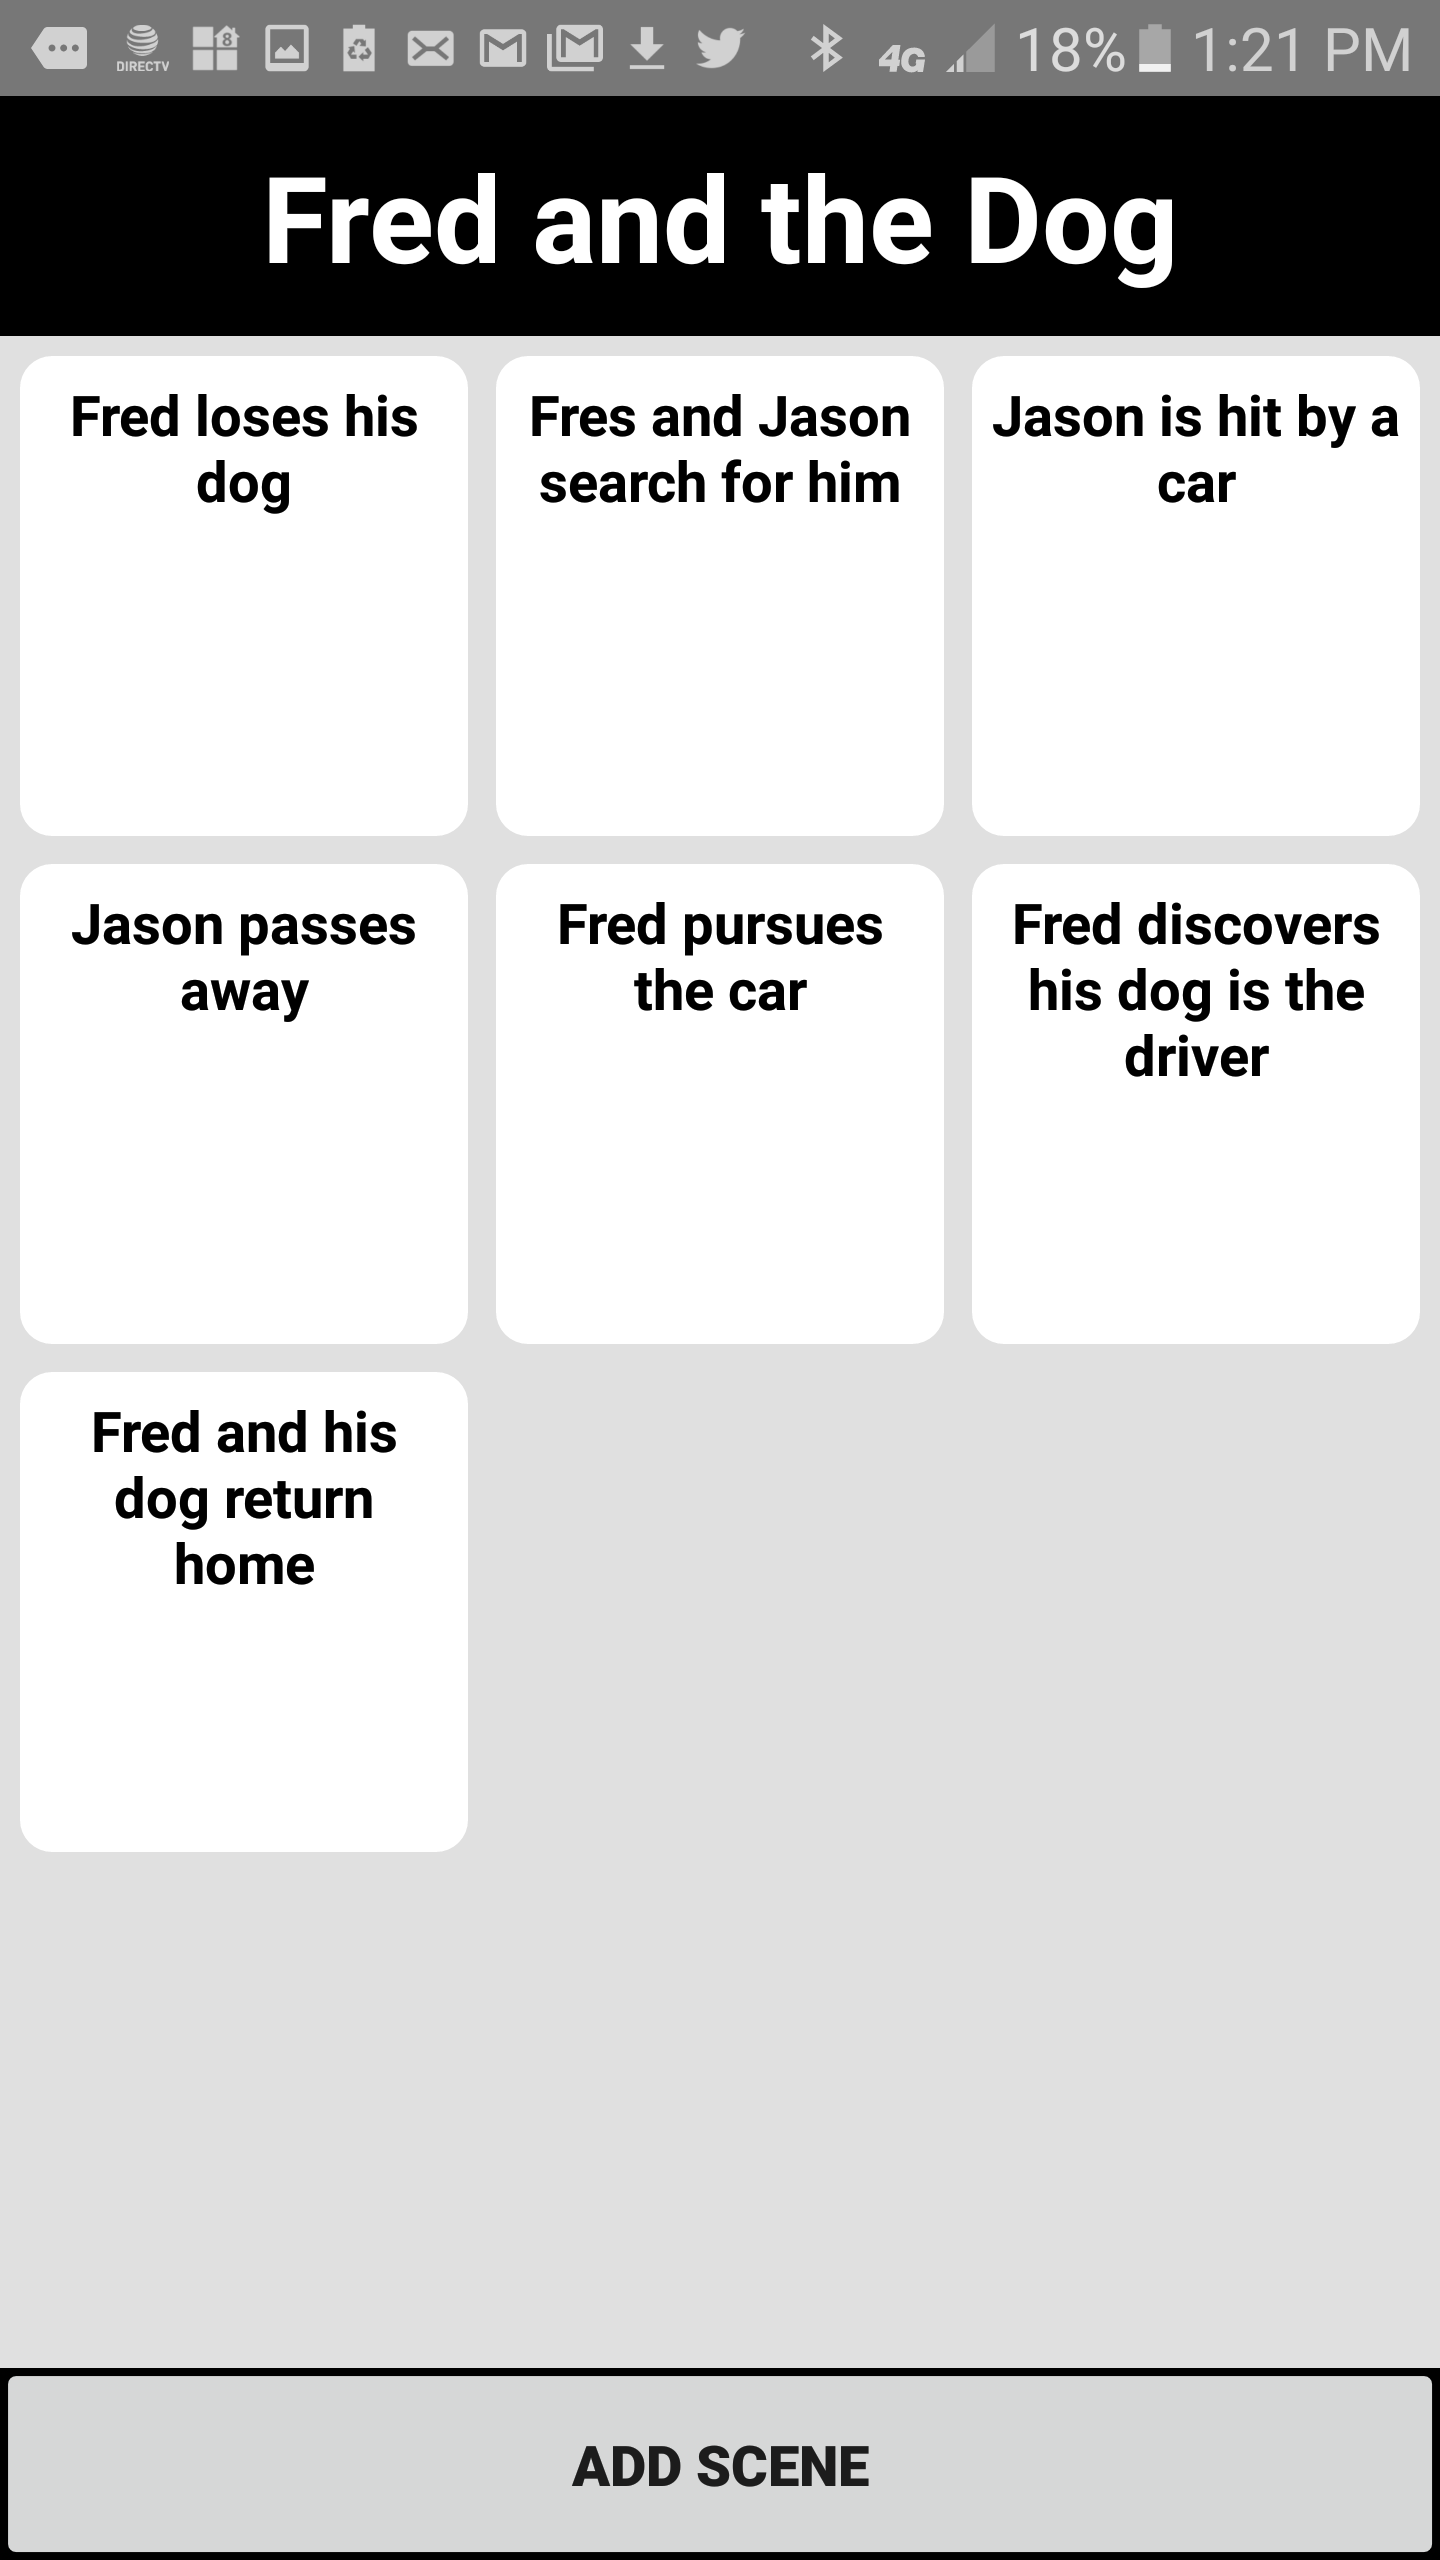 DIRECTV 8 4G 18% 1:21 PM
Fred and the Dog
Fred loses his
dog
Fres and Jason
search for him
Jason is hit by a
car
Jason passes
away
Fred pursues
the car
Fred discovers
his dog is the
driver
Fred and his
dog return
home
ADD SCENE